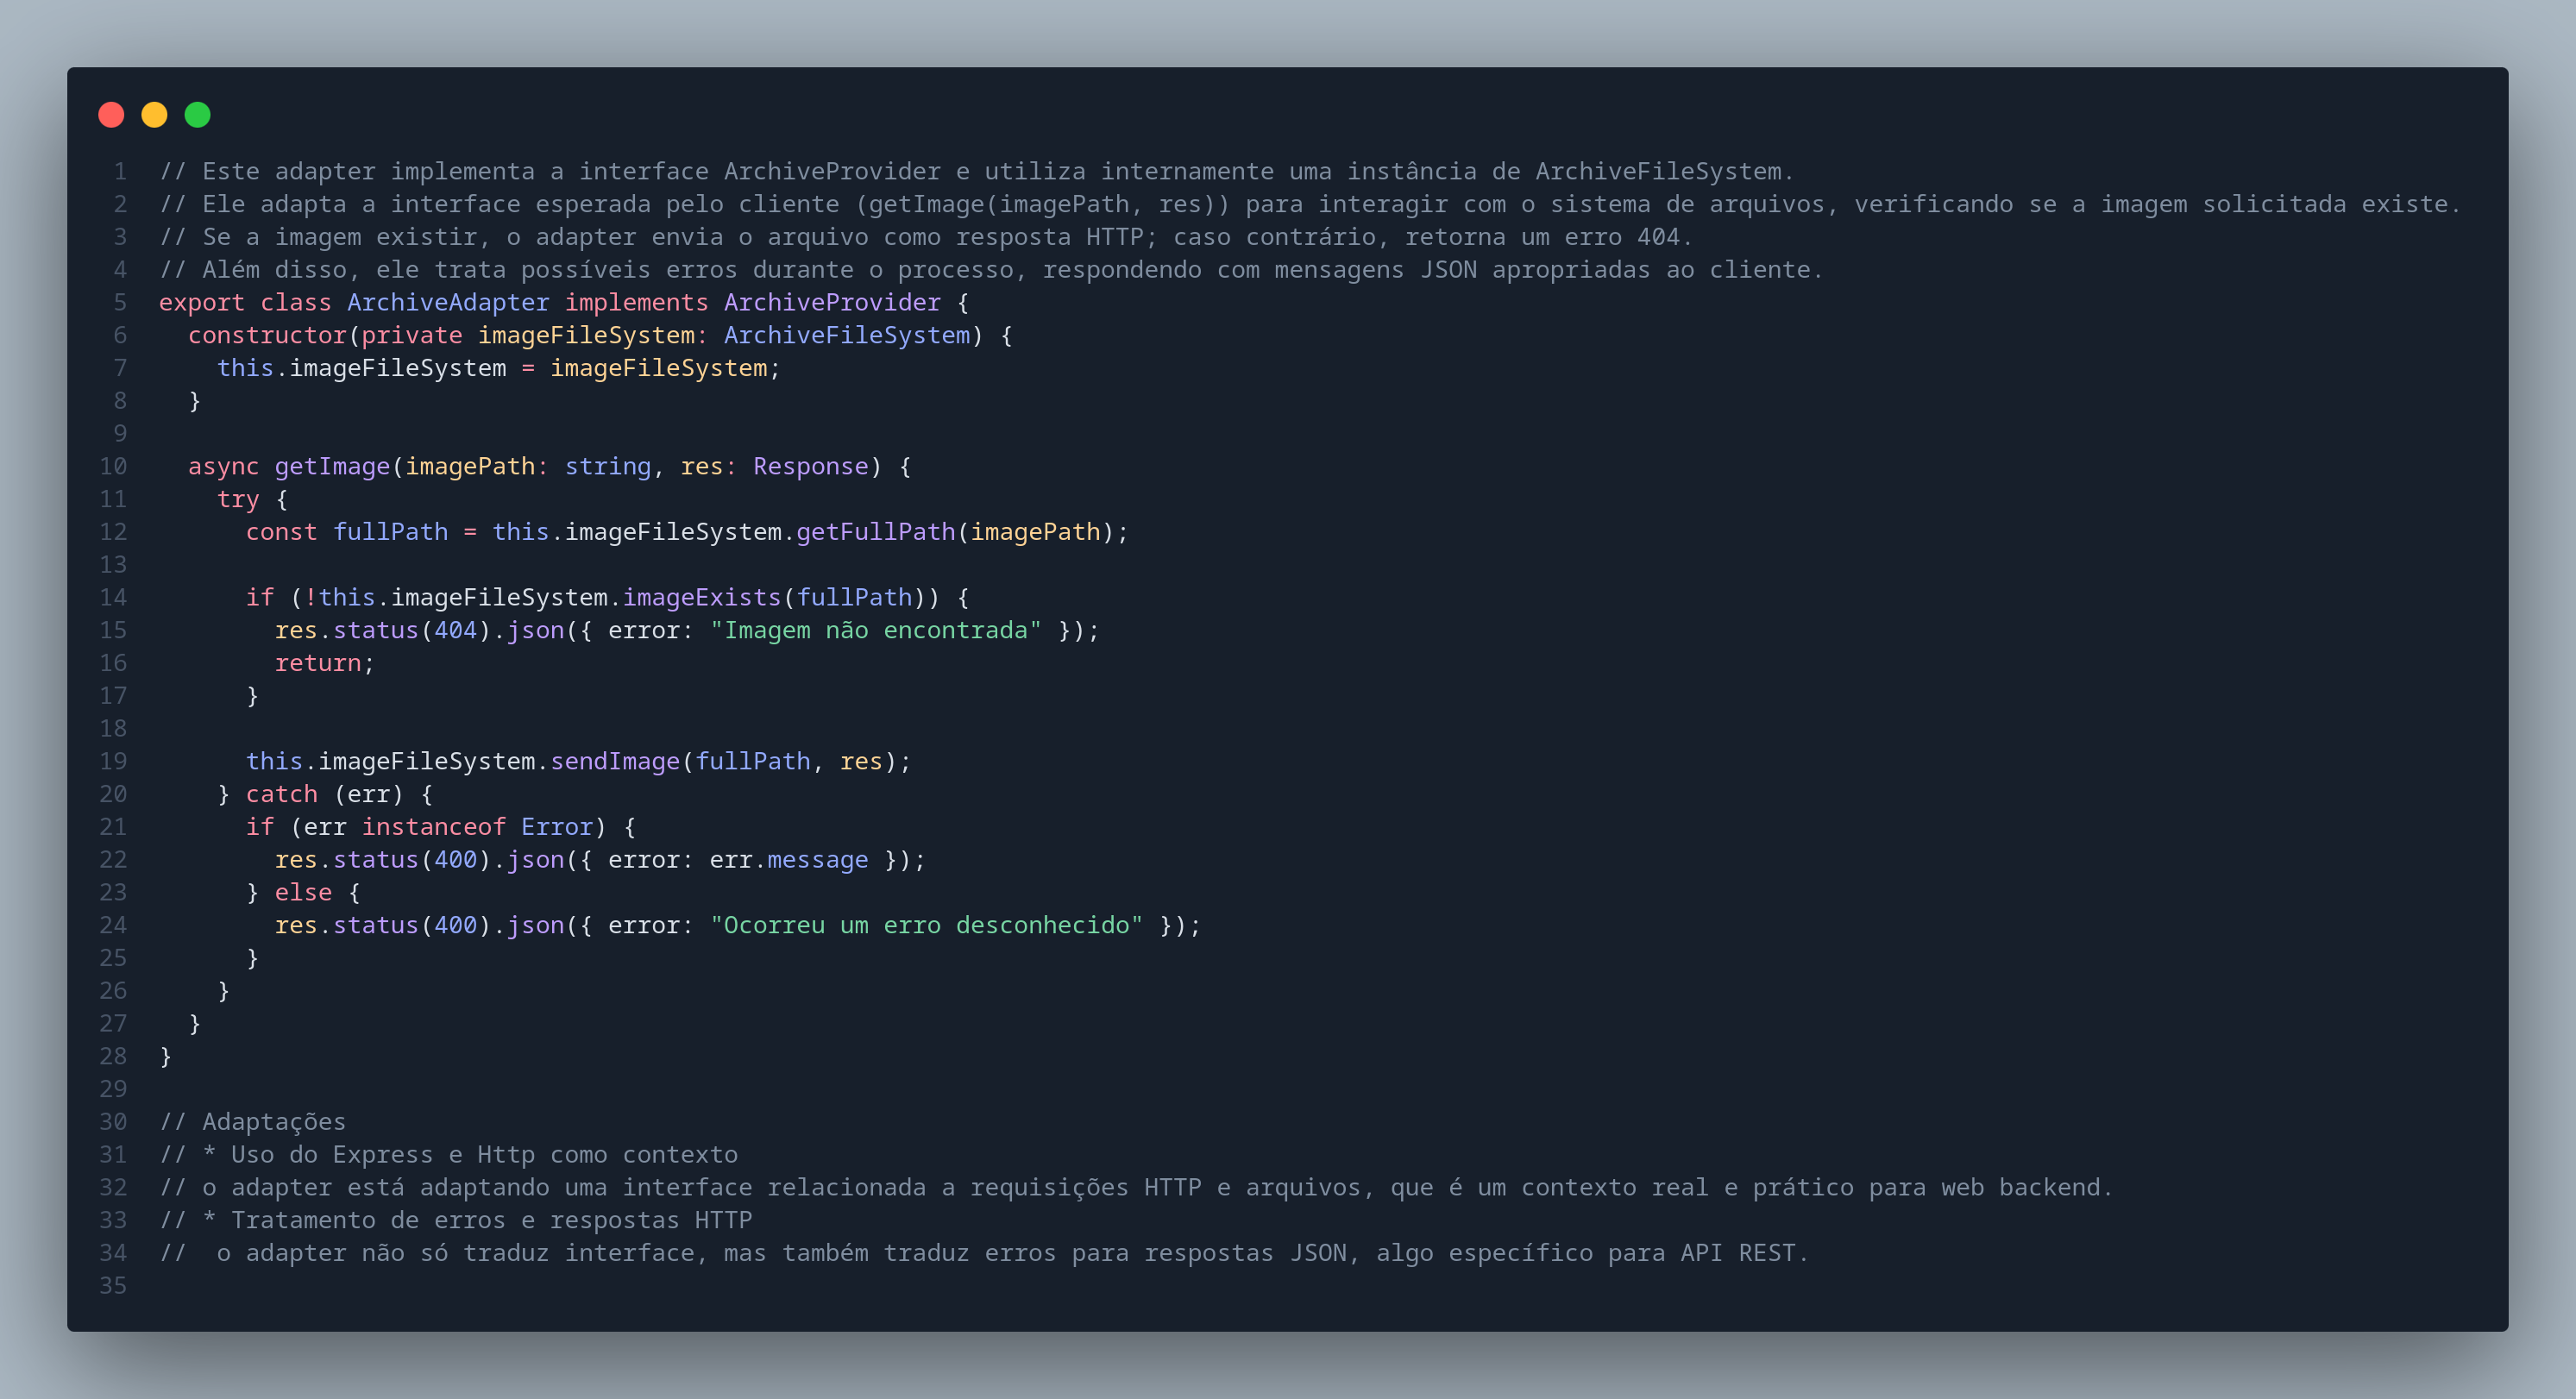 1 // Este adapter implementa a interface ArchiveProvider e utiliza internamente uma instância de ArchiveFileSystem.
2 // Ele adapta a interface esperada pelo cliente (getImage(imagePath, res)) para interagir com o sistema de arquivos, verificando se a imagem solicitada existe.
3 // Se a imagem existir, o adapter envia o arquivo como resposta HTTP; caso contrário, retorna um erro 404.
4 // Além disso, ele trata possíveis erros durante o processo, respondendo com mensagens JSON apropriadas ao cliente.
5 export class ArchiveAdapter implements ArchiveProvider {
6   constructor(private imageFileSystem: ArchiveFileSystem) {
7     this.imageFileSystem = imageFileSystem;
8   }
9
10   async getImage(imagePath: string, res: Response) {
11     try {
12       const fullPath = this.imageFileSystem.getFullPath(imagePath);
13
14       if (!this.imageFileSystem.imageExists(fullPath)) {
15         res.status(404).json({ error: "Imagem não encontrada" });
16         return;
17       }
18
19       this.imageFileSystem.sendImage(fullPath, res);
20     } catch (err) {
21       if (err instanceof Error) {
22         res.status(400).json({ error: err.message });
23       } else {
24         res.status(400).json({ error: "Ocorreu um erro desconhecido" });
25       }
26     }
27   }
28 }
29
30 // Adaptações
31 // * Uso do Express e Http como contexto
32 // o adapter está adaptando uma interface relacionada a requisições HTTP e arquivos, que é um contexto real e prático para web backend.
33 // * Tratamento de erros e respostas HTTP
34 //  o adapter não só traduz interface, mas também traduz erros para respostas JSON, algo específico para API REST.
35